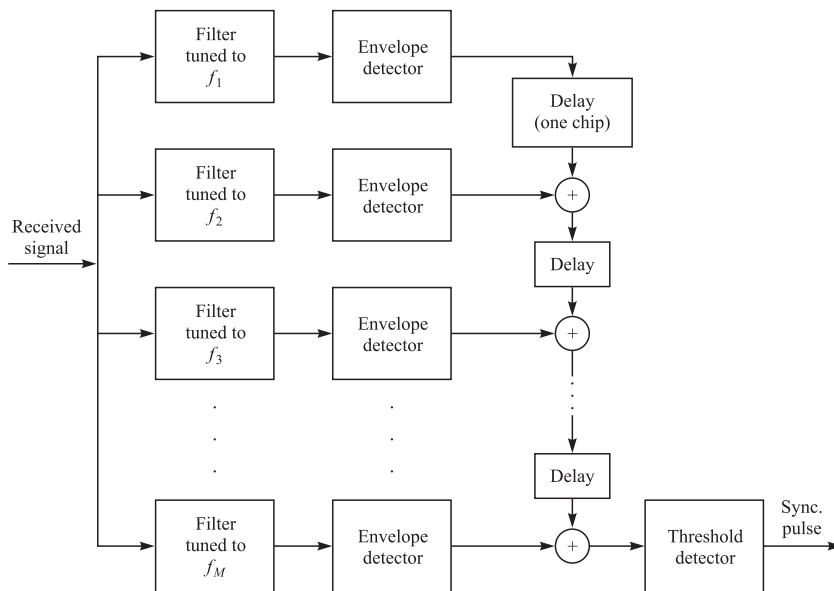 Filter
tuned to
f1
Envelope
detector
Delay
(one chip)
Filter
tuned to
f2
Envelope
detector
+
Received
signal
Delay
Filter
tuned to
f3
Envelope
detector
+
Delay
Filter
tuned to
fM
Envelope
detector
+
Threshold
detector
Sync.
pulse